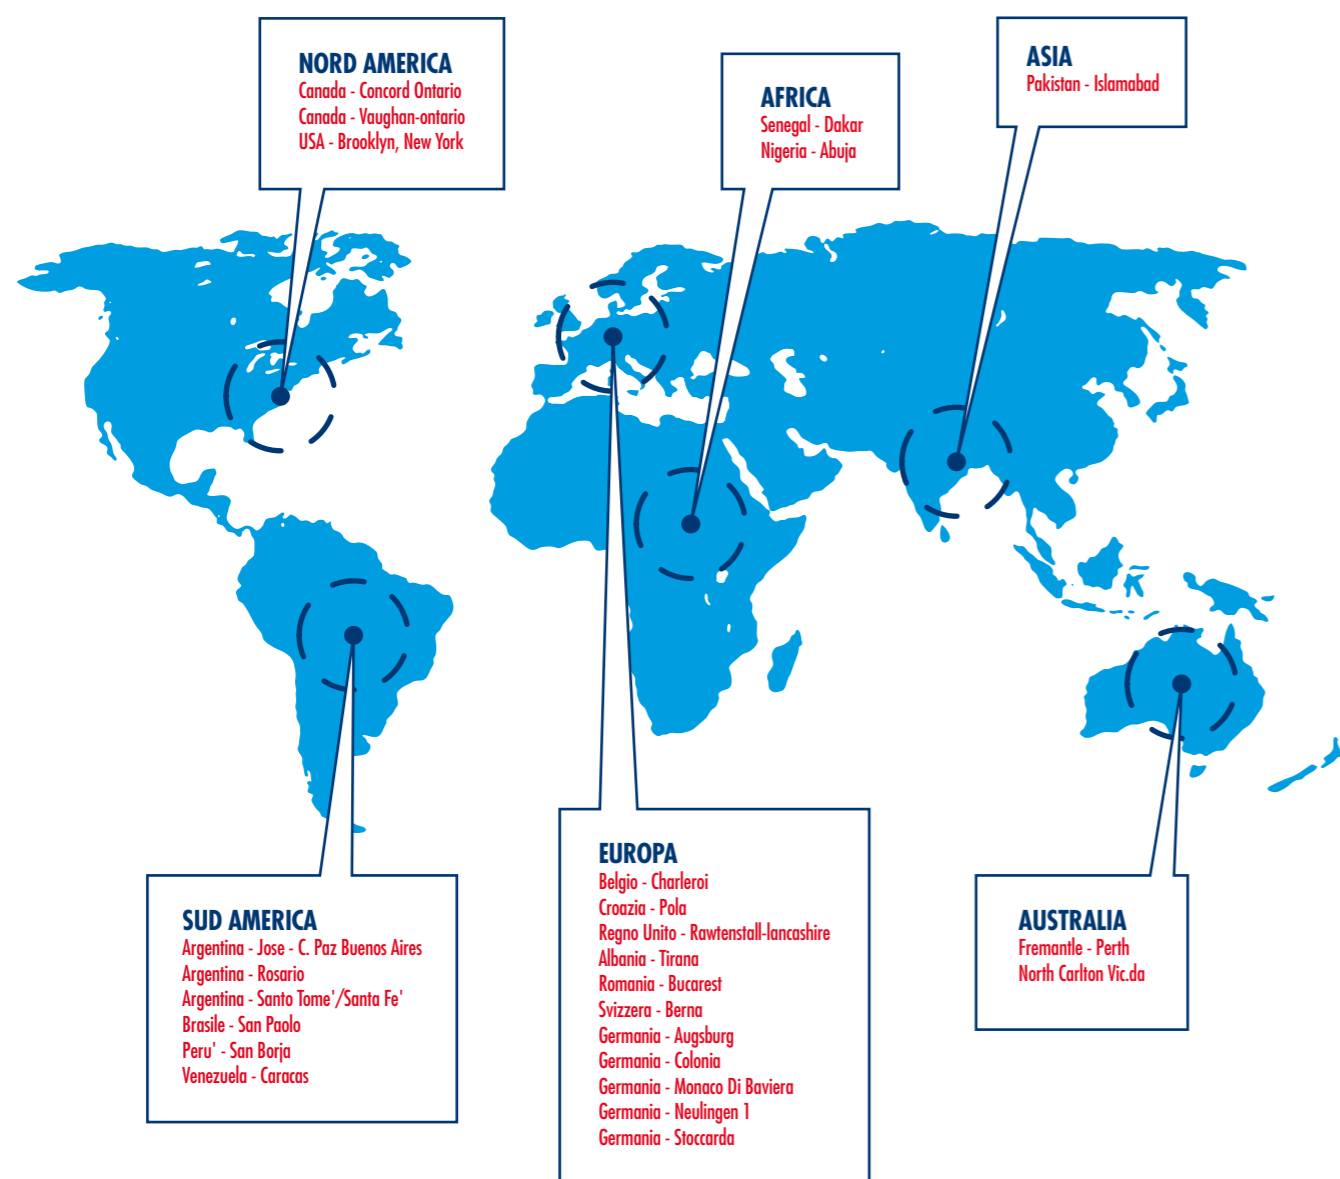 NORD AMERICA
Canada - Concord Ontario
Canada - Vaughan-ontario
USA - Brooklyn, New York
AFRICA
Senegal - Dakar
Nigeria - Abuja
ASIA
Pakistan - Islamabad
SUD AMERICA
Argentina - Jose - C. Paz Buenos Aires
Argentina - Rosario
Argentina - Santo Tome'/Santa Fe'
Brasile - San Paolo
Peru' - San Borja
Venezuela - Caracas
EUROPA
Belgio - Charleroi
Croazia - Pola
Regno Unito - Rawtenstall-lancashire
Albania - Tirana
Romania - Bucarest
Svizzera - Berna
Germania - Augsburg
Germania - Colonia
Germania - Monaco Di Baviera
Germania - Neulingen 1
Germania - Stoccarda
AUSTRALIA
Fremantle - Perth
North Carlton Vic.da